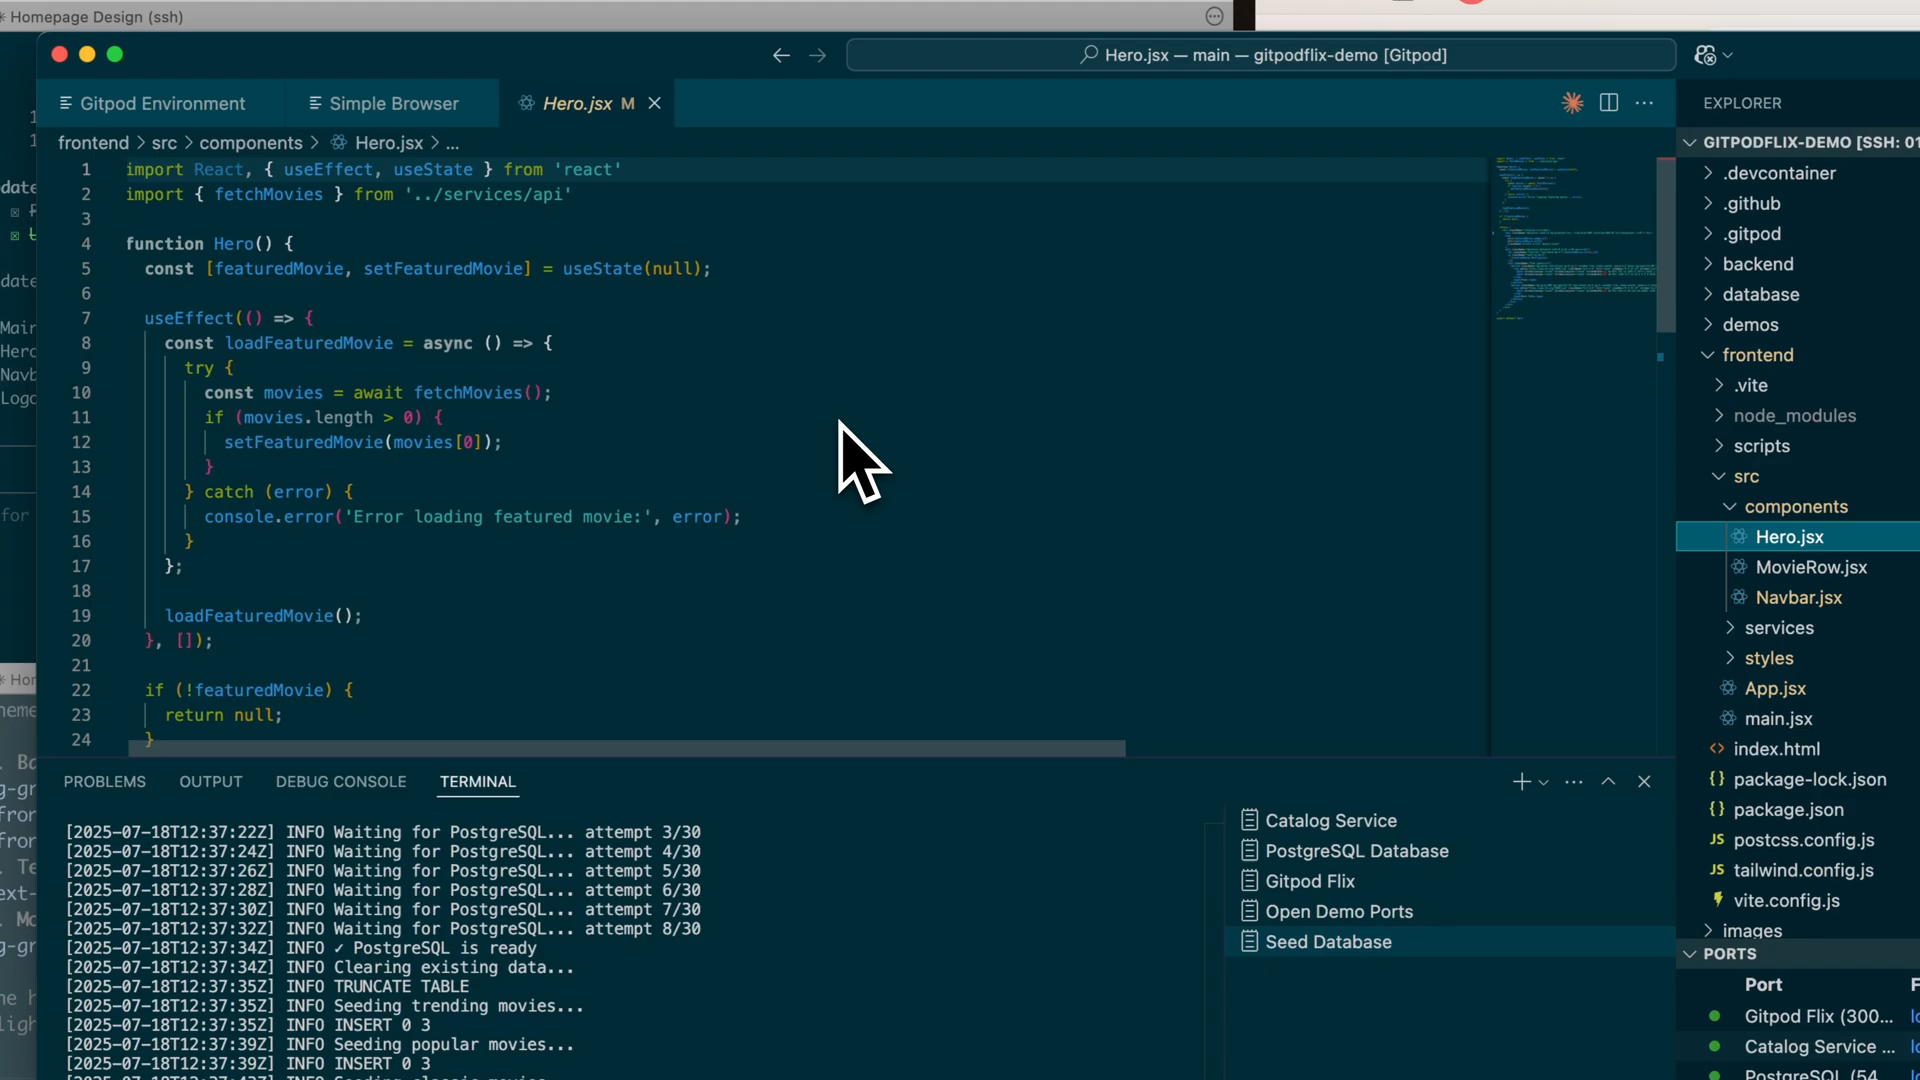 Homepage Design (ssh)
Hero.jsx — main — gitpodflix-demo [Gitpod]
Gitpod Environment
Simple Browser
Hero.jsx M
frontend > src > components > Hero.jsx > ...
1 import React, { useEffect, useState } from 'react'
2 import { fetchMovies } from '../services/api'
3
4 function Hero() {
5 const [featuredMovie, setFeaturedMovie] = useState(null);
6
7 useEffect(() => {
8 const loadFeaturedMovie = async () => {
9 try {
10 const movies = await fetchMovies();
11 if (movies.length > 0) {
12 setFeaturedMovie(movies[0]);
13 }
14 } catch (error) {
15 console.error('Error loading featured movie:', error);
16 }
17 };
18
19 loadFeaturedMovie();
20 }, []);
21
22 if (!featuredMovie) {
23 return null;
24 }
PROBLEMS
OUTPUT
DEBUG CONSOLE
TERMINAL
[2025-07-18T12:37:22Z] INFO Waiting for PostgreSQL... attempt 3/30
[2025-07-18T12:37:24Z] INFO Waiting for PostgreSQL... attempt 4/30
[2025-07-18T12:37:26Z] INFO Waiting for PostgreSQL... attempt 5/30
[2025-07-18T12:37:28Z] INFO Waiting for PostgreSQL... attempt 6/30
[2025-07-18T12:37:30Z] INFO Waiting for PostgreSQL... attempt 7/30
[2025-07-18T12:37:32Z] INFO Waiting for PostgreSQL... attempt 8/30
[2025-07-18T12:37:34Z] INFO ✓ PostgreSQL is ready
[2025-07-18T12:37:34Z] INFO Clearing existing data...
[2025-07-18T12:37:35Z] INFO TRUNCATE TABLE
[2025-07-18T12:37:35Z] INFO Seeding trending movies...
[2025-07-18T12:37:35Z] INFO INSERT 0 3
[2025-07-18T12:37:39Z] INFO Seeding popular movies...
[2025-07-18T12:37:39Z] INFO INSERT 0 3
Catalog Service
PostgreSQL Database
Gitpod Flix
Open Demo Ports
Seed Database
EXPLORER
GITPODFLIX-DEMO [SSH: 01
.devcontainer
.github
.gitpod
backend
database
demos
frontend
.vite
node_modules
scripts
src
components
Hero.jsx
MovieRow.jsx
Navbar.jsx
services
styles
App.jsx
main.jsx
index.html
package-lock.json
package.json
postcss.config.js
tailwind.config.js
vite.config.js
images
PORTS
Port
Gitpod Flix (300...
Catalog Service ...
PostgreSQL (54